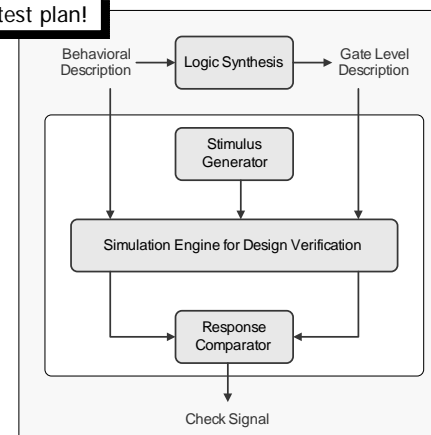 test plan!
Behavioral
Description
Logic Synthesis
Gate Level
Description
Stimulus
Generator
Simulation Engine for Design Verification
Response
Comparator
Check Signal